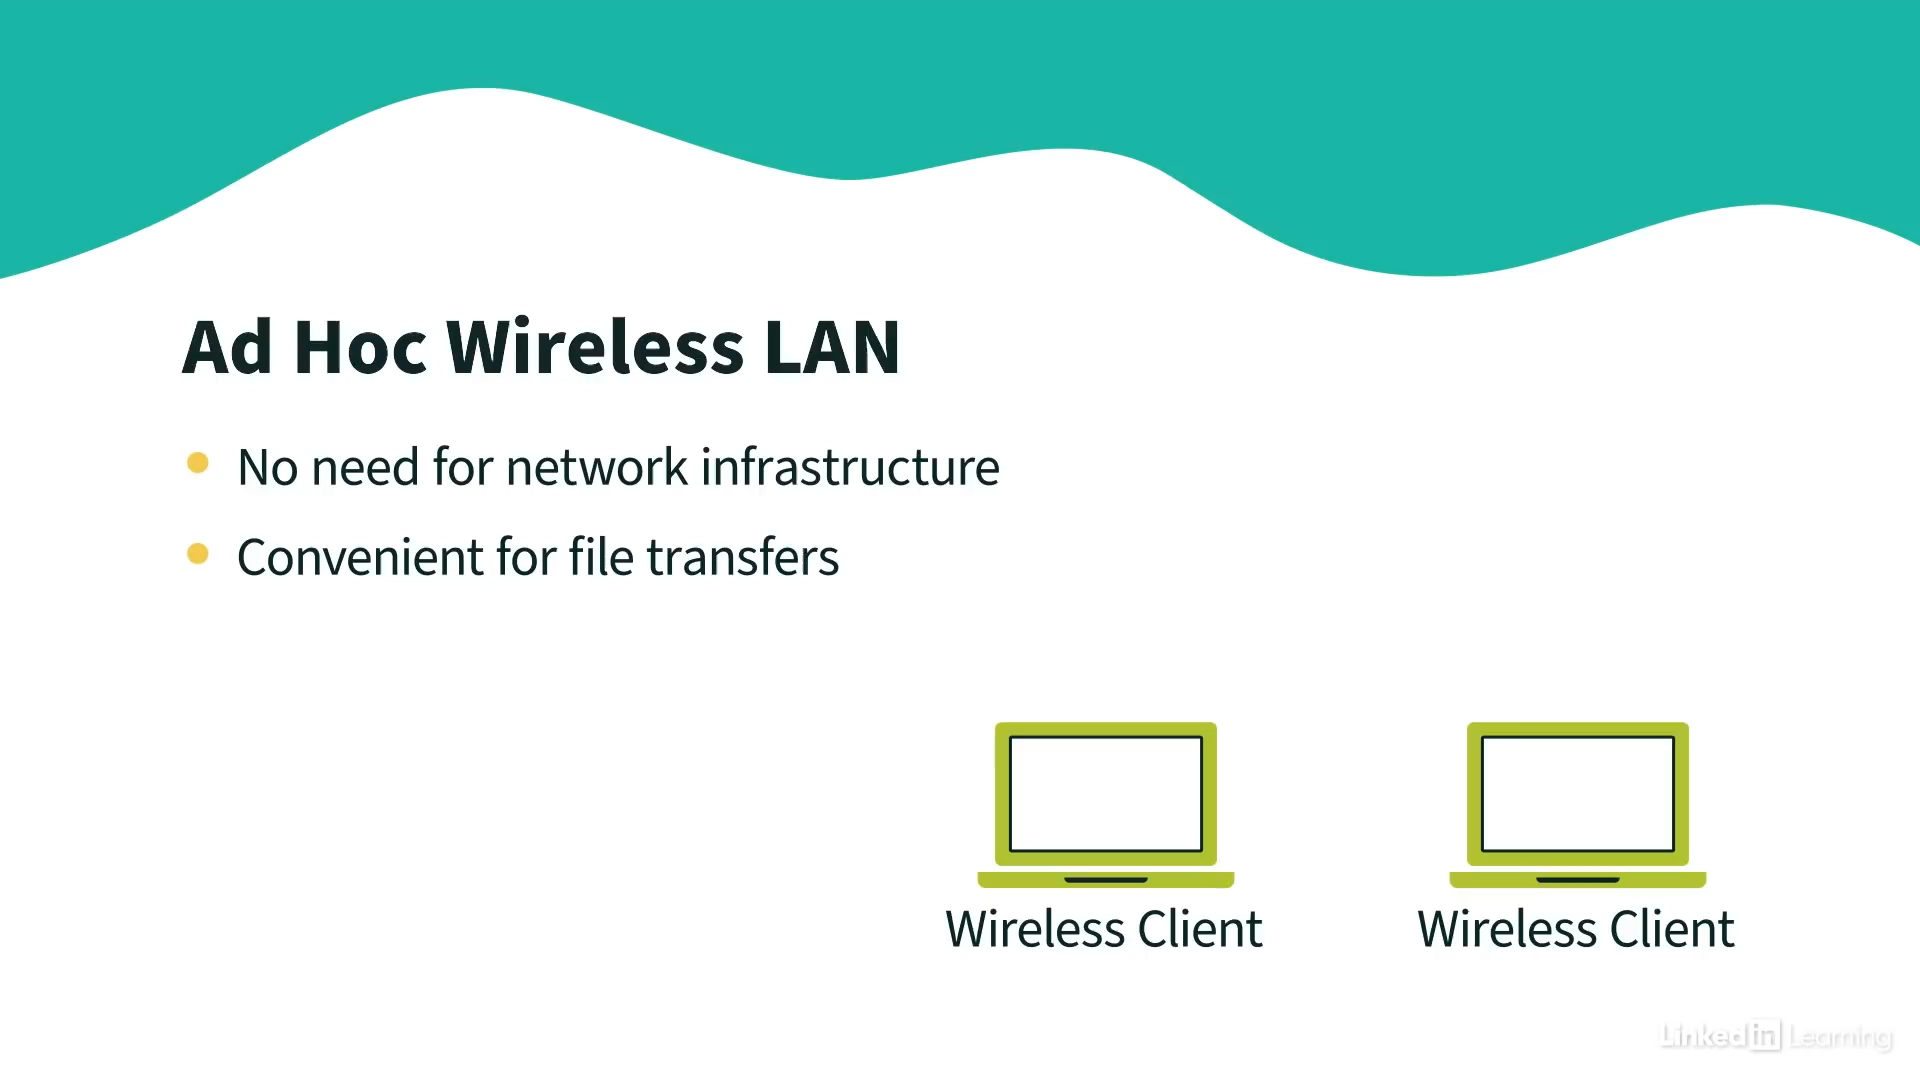 Ad Hoc Wireless LAN
No need for network infrastructure
Convenient for file transfers
Wireless Client
Wireless Client
Linked in Learning